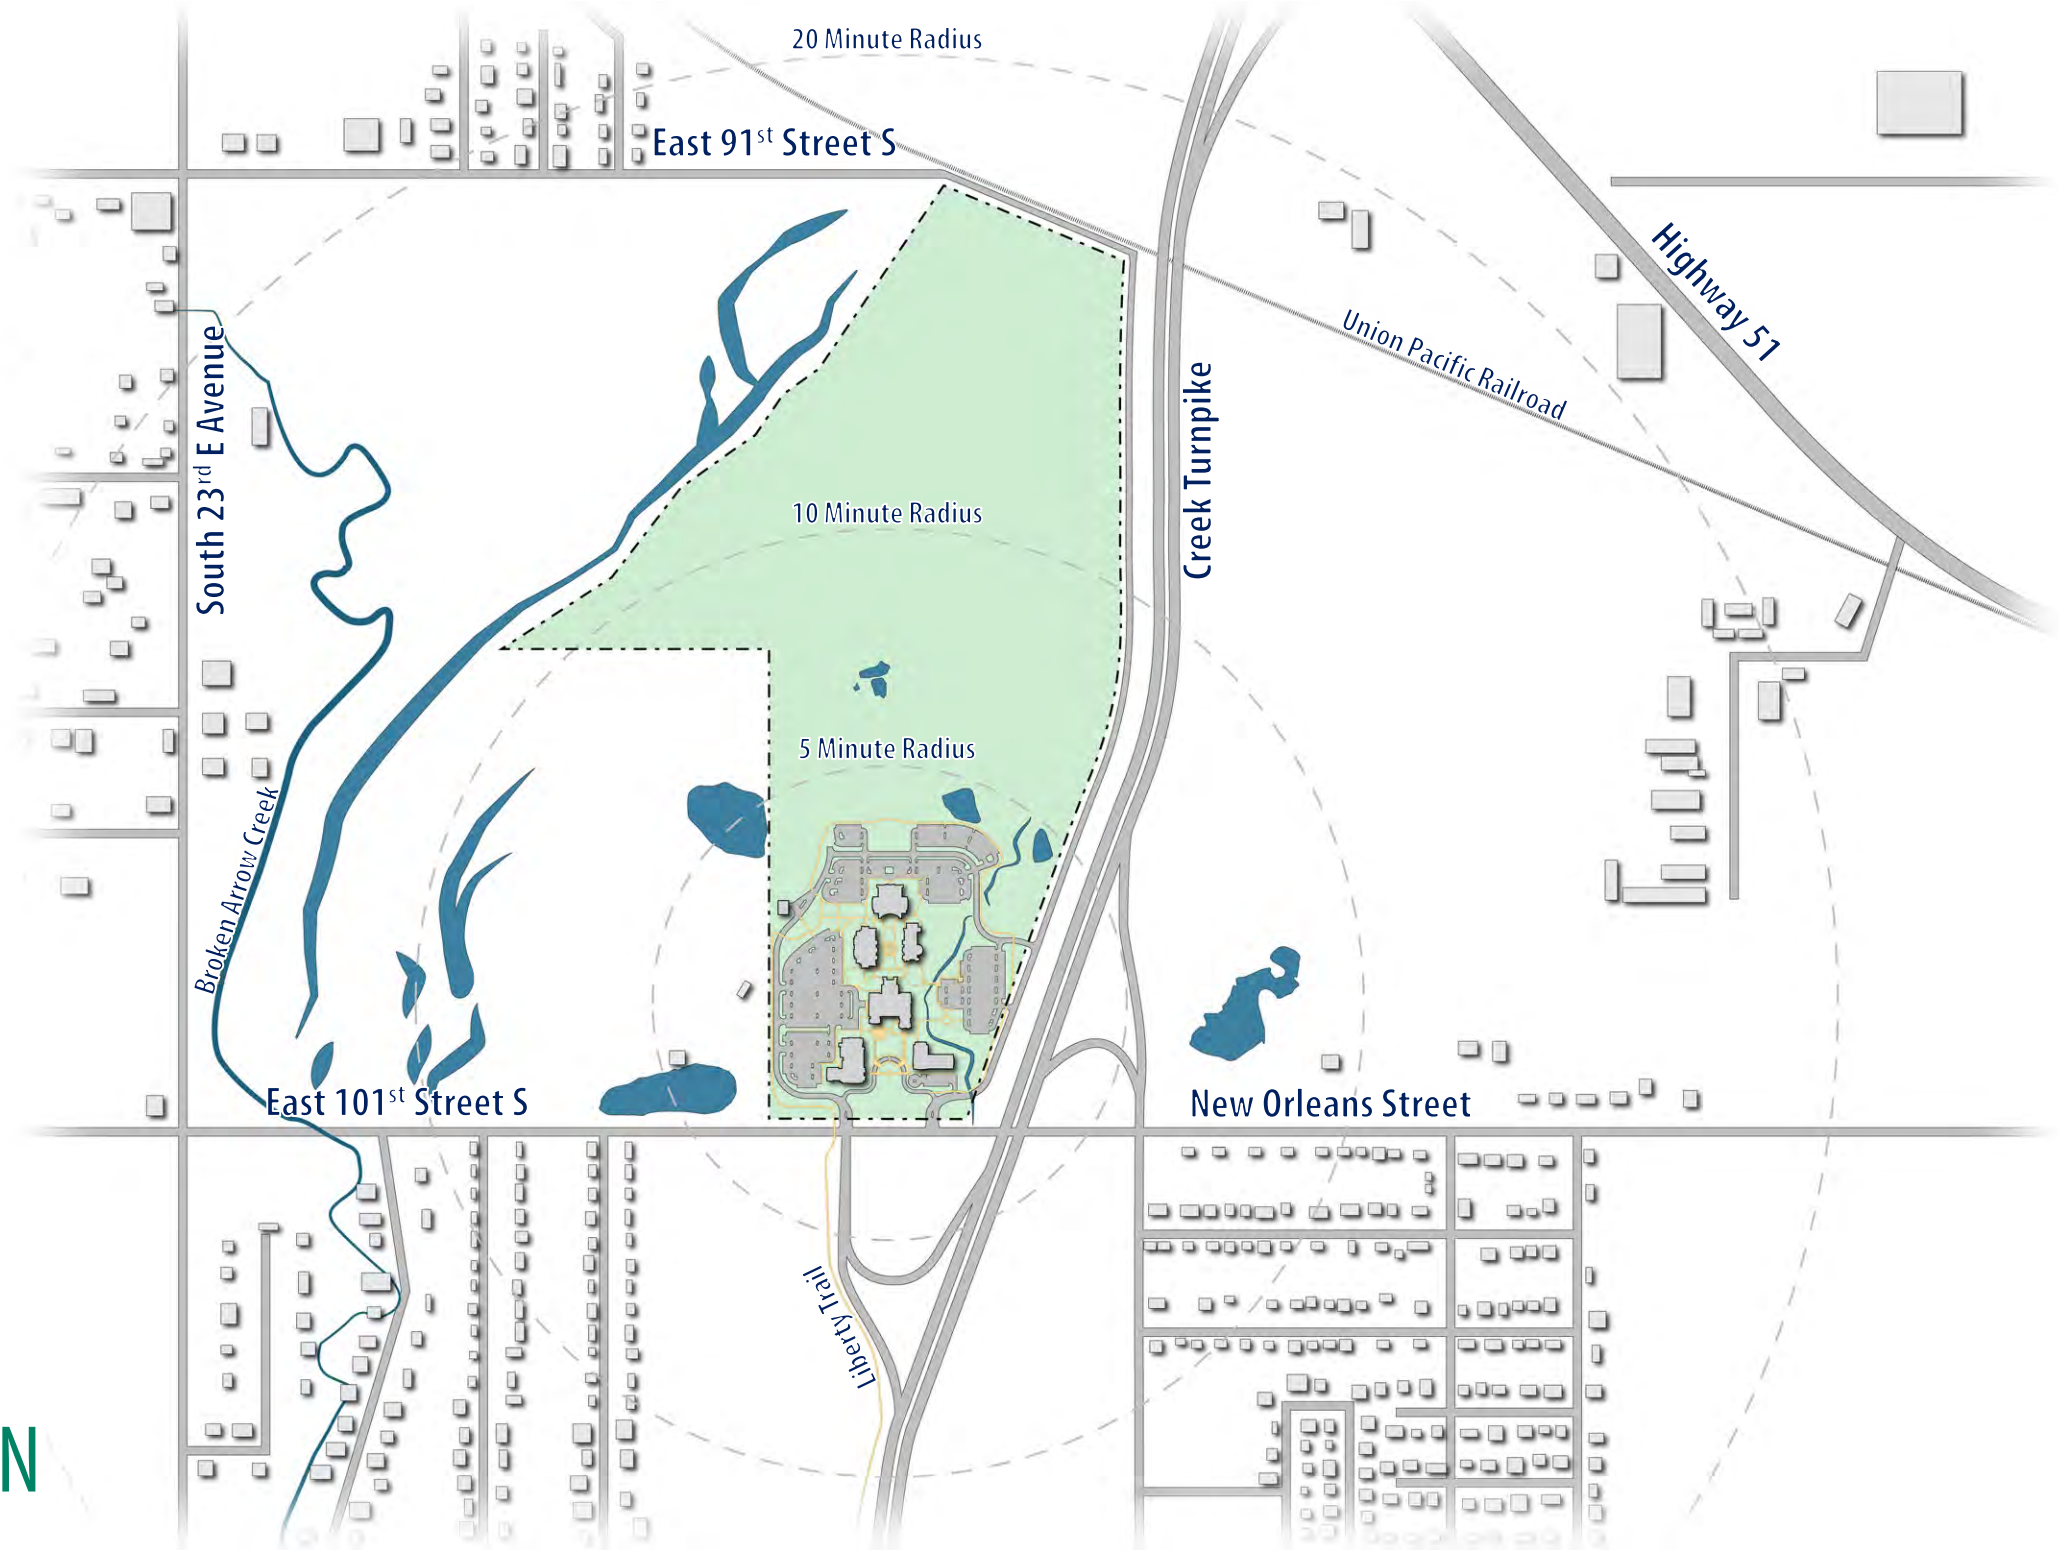 20 Minute Radius
East 91st Street S
Highway 51
Union Pacific Railroad
South 23rd E Avenue
Creek Turnpike
10 Minute Radius
5 Minute Radius
Broken Arrow Creek
East 101st Street S
New Orleans Street
Liberty Trail
N